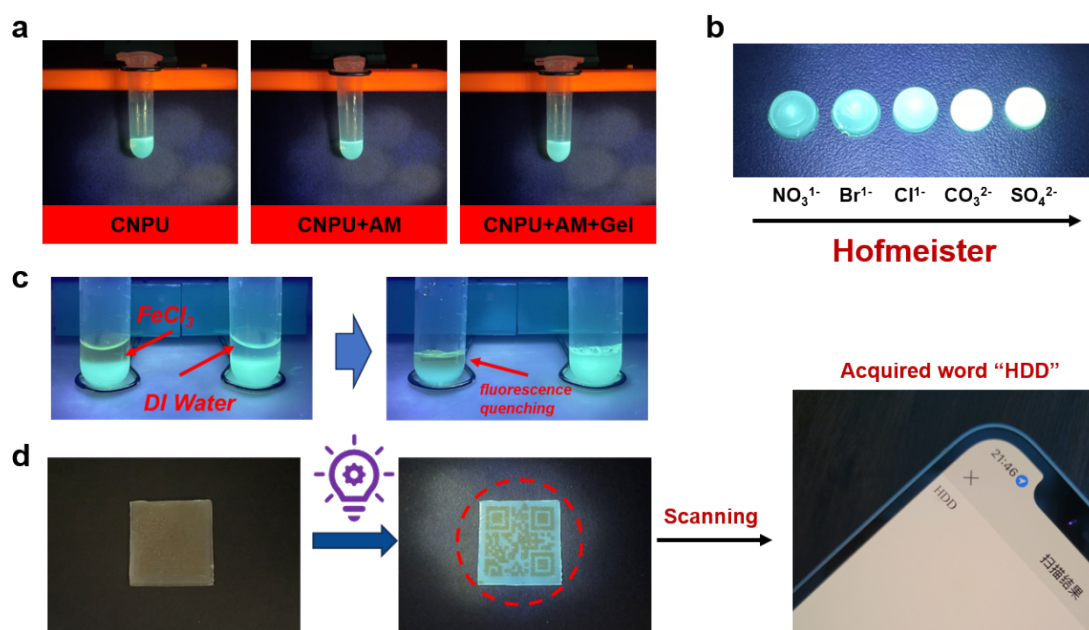 a
CNPU
CNPU+AM
CNPU+AM+Gel
b
NO₃¹⁻ Br¹⁻ Cl¹⁻ CO₃²⁻ SO₄²⁻
Hofmeister
c
FeCl₃
DI Water
fluorescence
quenching
d
Scanning
Acquired word “HDD”
21:46
HDD
扫描结果